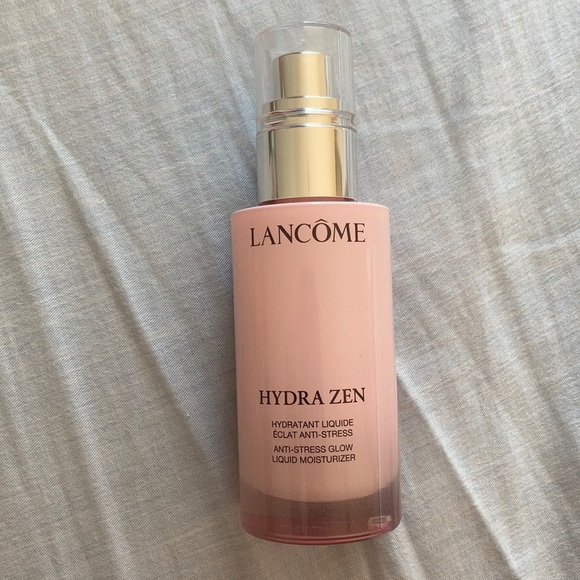 LANCÔME
HYDRA ZEN
HYDRATANT LIQUIDE
ÉCLAT ANTI-STRESS
ANTI-STRESS GLOW
LIQUID MOISTURIZER